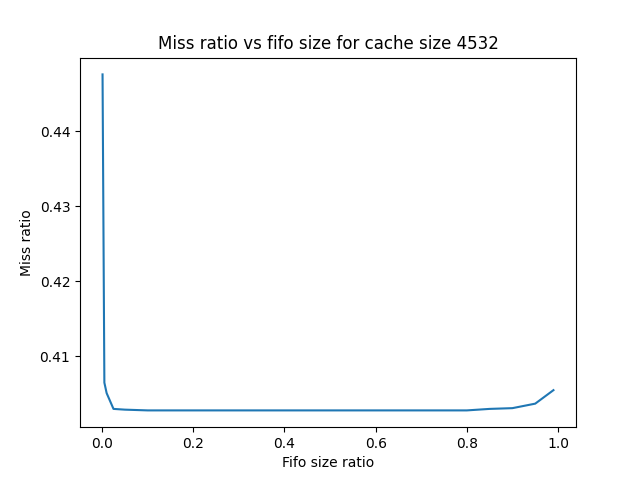 Miss ratio vs fifo size for cache size 4532
0.44
0.43
0.42
0.41
Miss ratio
0.0 0.2 0.4 0.6 0.8 1.0
Fifo size ratio